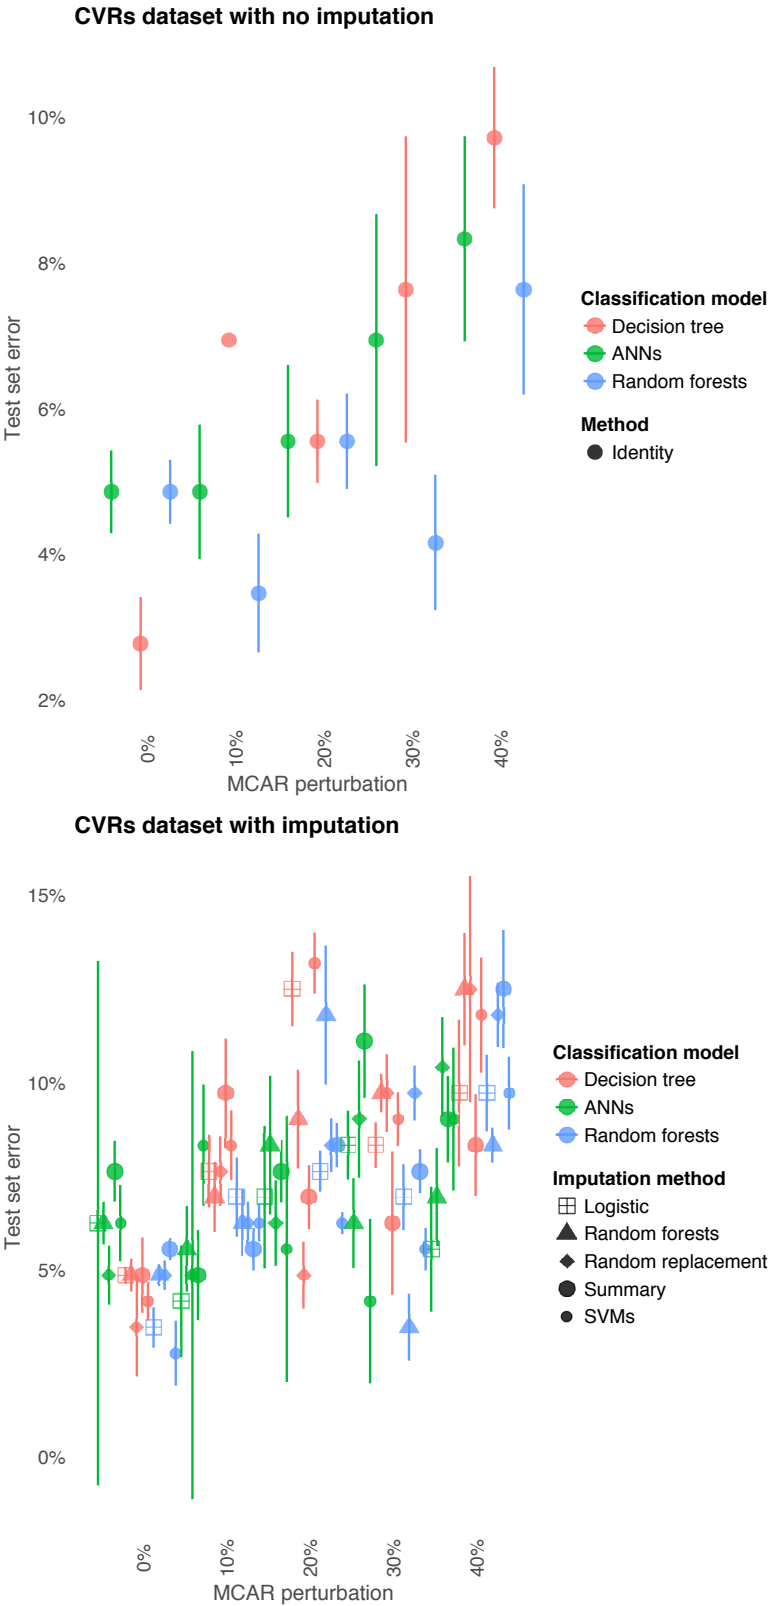 CVRs dataset with no imputation
10%
8%
6%
4%
2%
Test set error
0%
10%
20%
30%
40%
MCAR perturbation
Classification model
Decision tree
ANNs
Random forests
Method
Identity
CVRs dataset with imputation
15%
10%
5%
0%
Test set error
0%
10%
20%
30%
40%
MCAR perturbation
Classification model
Decision tree
ANNs
Random forests
Imputation method
Logistic
Random forests
Random replacement
Summary
SVMs